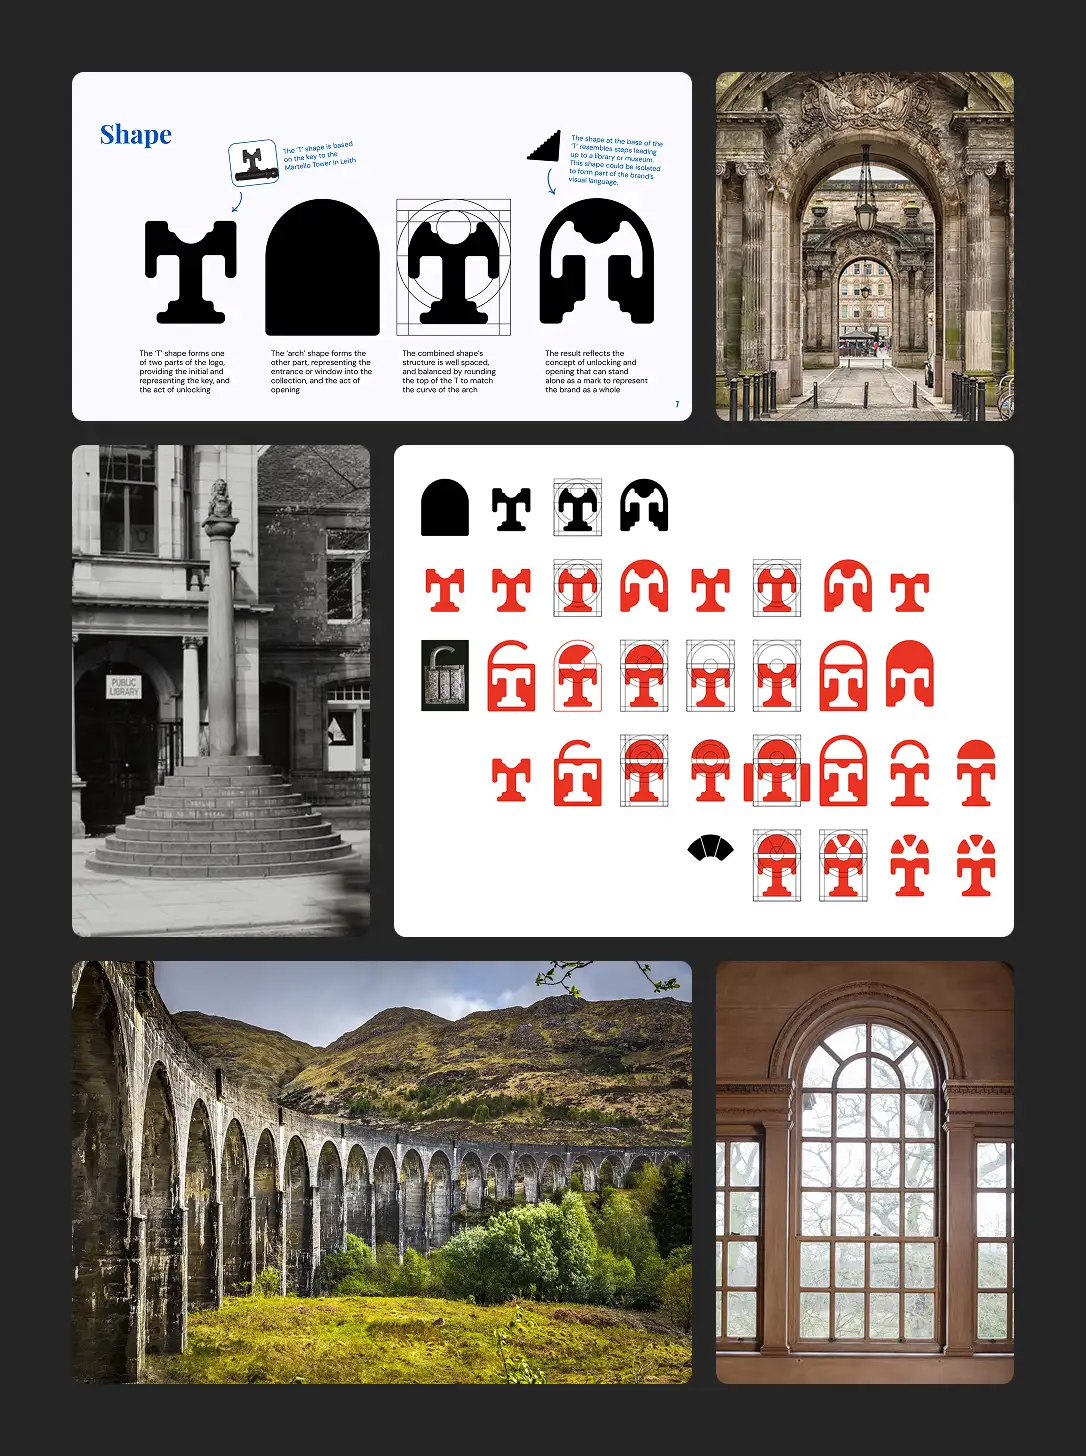 Shape
The 'T' shape is based
on the key to the
Martello Tower in Leith
The shape at the base of the
'T' resembles steps leading
up to a library or museum.
This shape could be isolated
to form part of the brand's
visual language.
The 'T' shape forms one
of two parts of the logo,
providing the initial and
representing the key, and
the act of unlocking
The 'arch' shape forms the
other part, representing the
entrance or window into the
collection, and the act of
opening
The combined shape's
structure is well spaced,
and balanced by rounding
the top of the T to match
the curve of the arch
The result reflects the
concept of unlocking and
opening that can stand
alone as a mark to represent
the brand as a whole
7
PUBLIC
LIBRARY